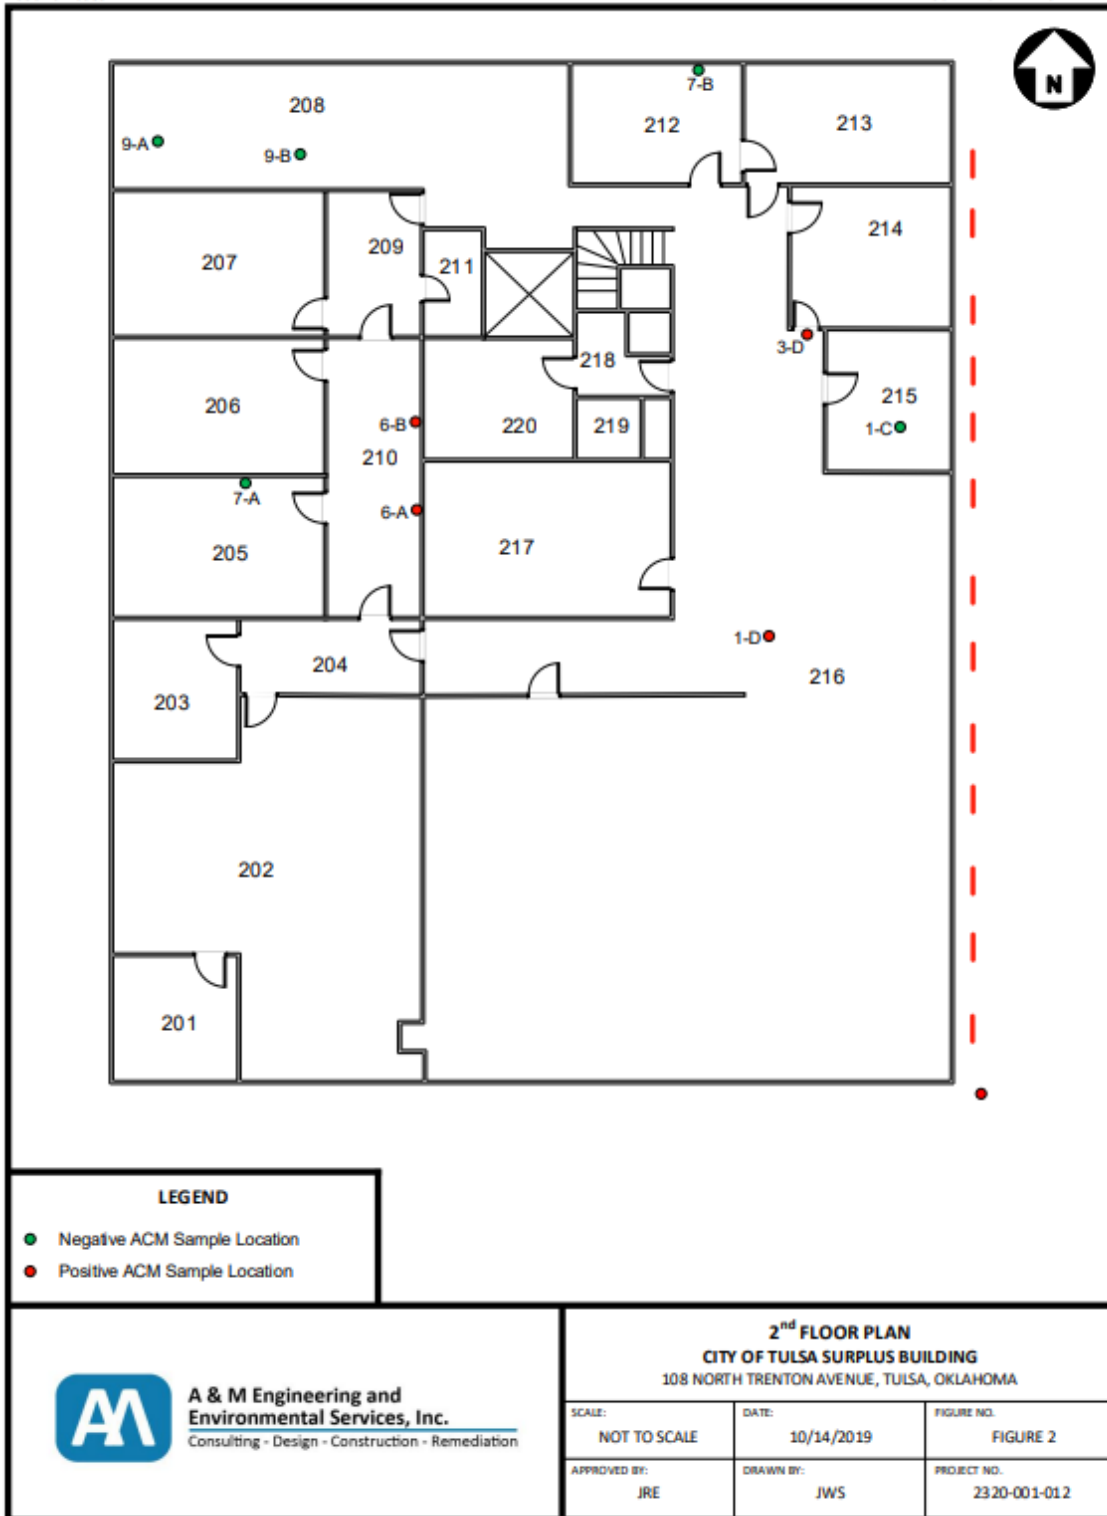 N
7-B
208
212
213
9-A
9-B
214
209
207
211
3-D
218
215
206
6-B
220
219
1-C
210
7-A
6-A
217
205
1-D
204
216
203
202
201
LEGEND
Negative ACM Sample Location
Positive ACM Sample Location
AM
A & M Engineering and
Environmental Services, Inc.
Consulting - Design - Construction - Remediation
2nd FLOOR PLAN
CITY OF TULSA SURPLUS BUILDING
108 NORTH TRENTON AVENUE, TULSA, OKLAHOMA
SCALE:
NOT TO SCALE
DATE:
10/14/2019
FIGURE NO.
FIGURE 2
APPROVED BY:
JRE
DRAWN BY:
JWS
PROJECT NO.
2320-001-012